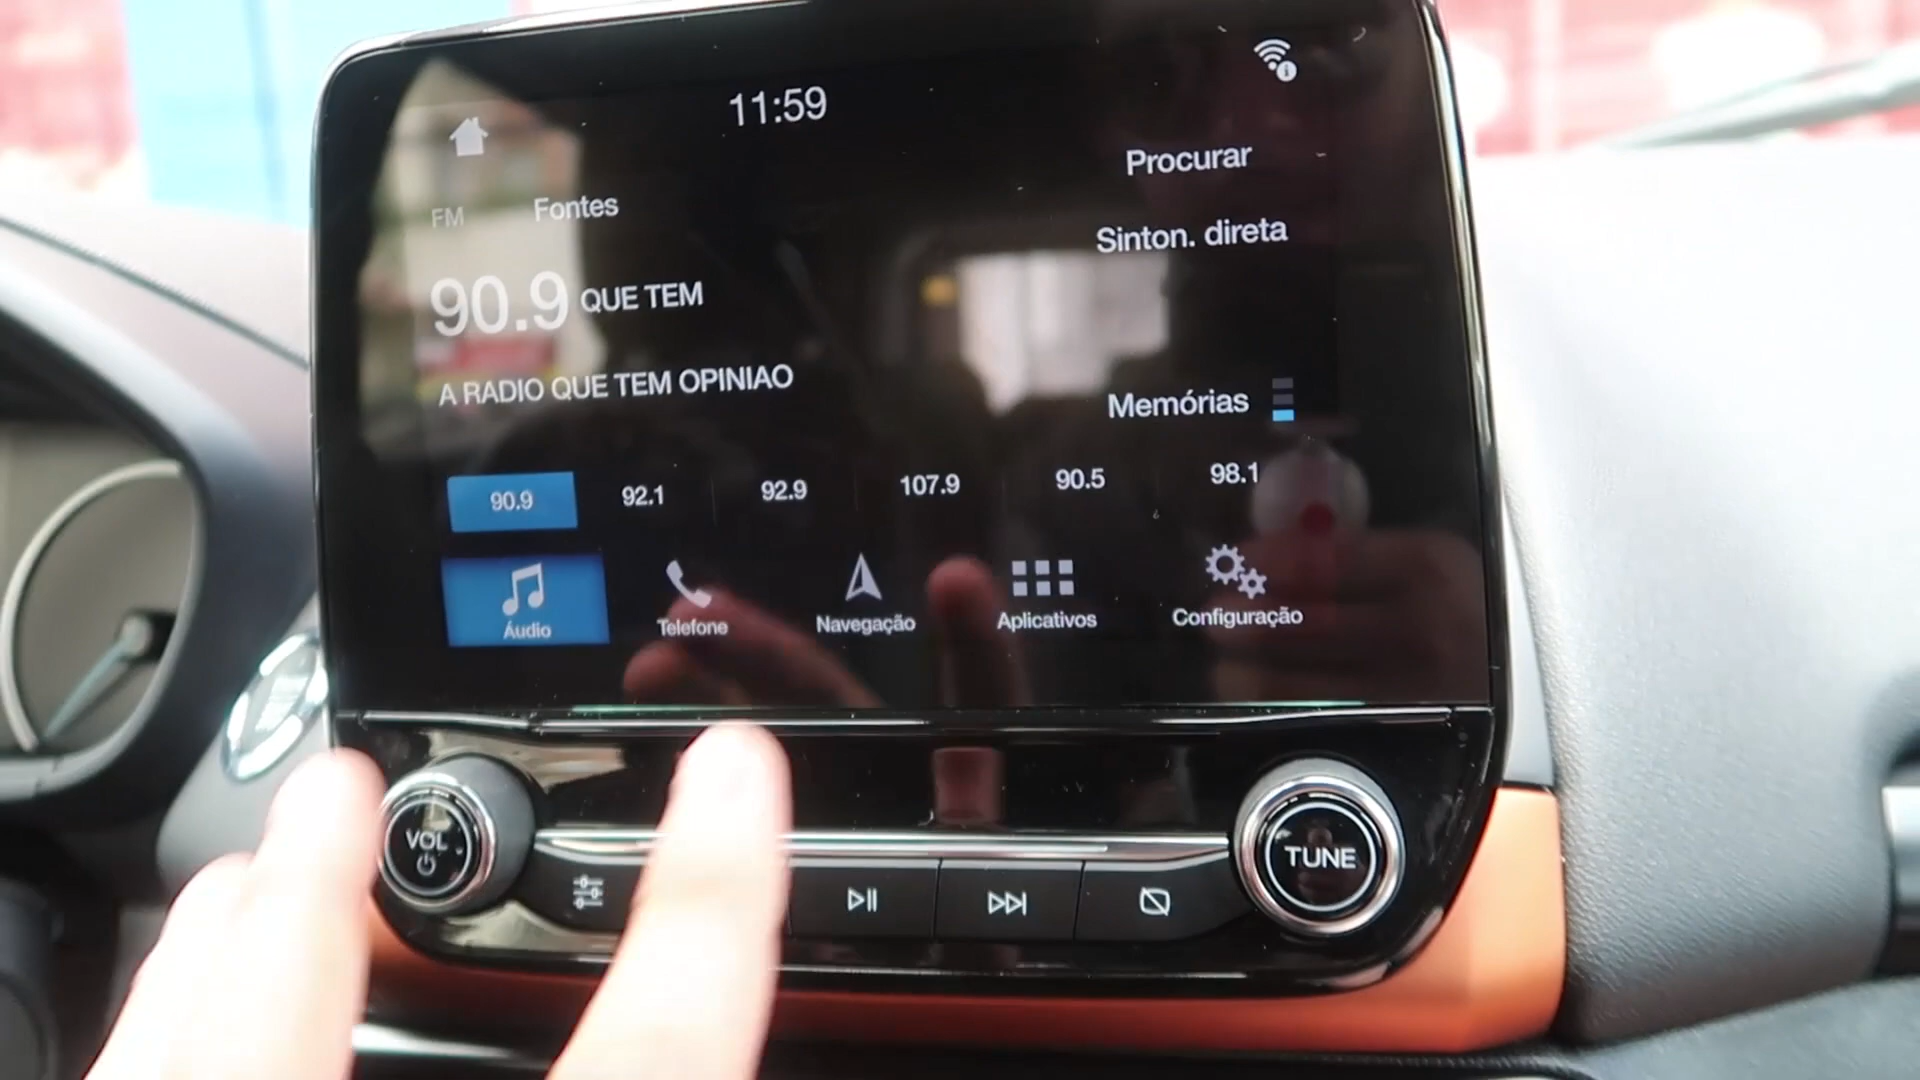 11:59
Procurar
FM Fontes
Sinton. direta
90.9 QUE TEM
A RADIO QUE TEM OPINIAO
Memórias
90.9 92.1 92.9 107.9 90.5 98.1
Áudio Telefone Navegação Aplicativos Configuração
VOL
TUNE